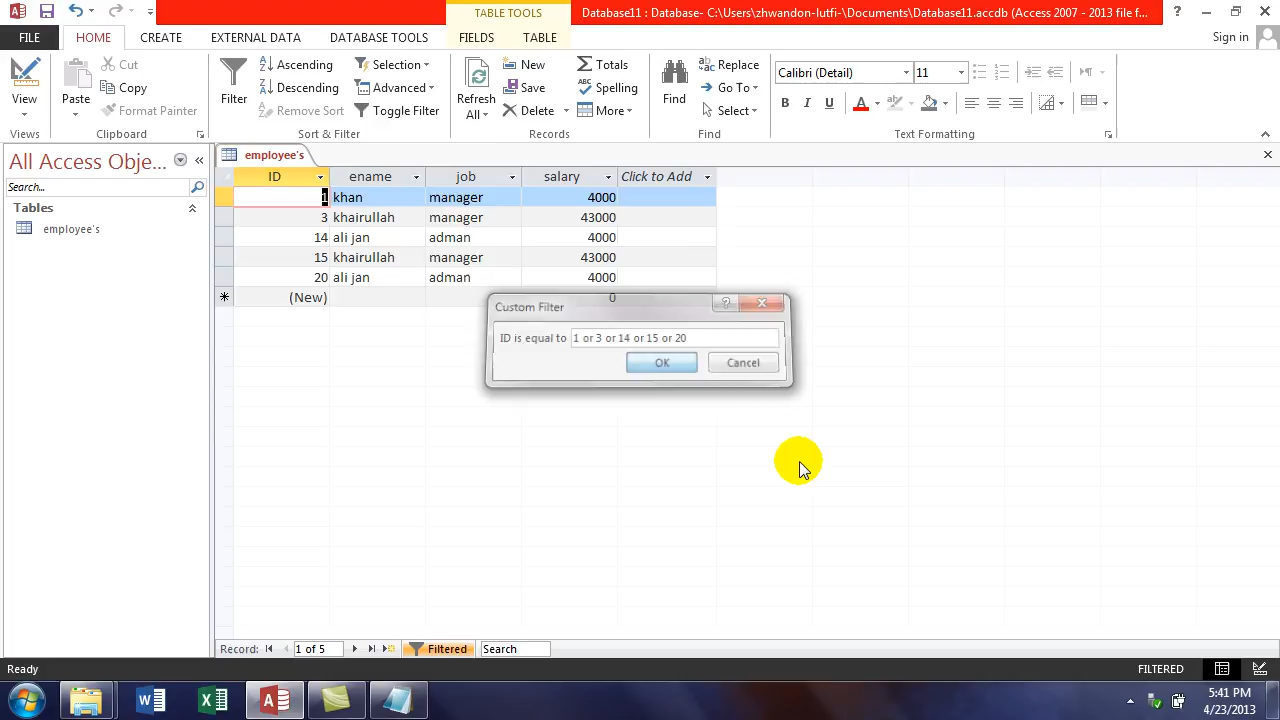 TABLE TOOLS
Database11 : Database- C:\Users\zhwandon-lutfi-\Documents\Database11.accdb (Access 2007 - 2013 file f...
?
FILE
HOME
CREATE
EXTERNAL DATA
DATABASE TOOLS
FIELDS
TABLE
Sign in
View
Views
Paste
Cut
Copy
Format Painter
Clipboard
Filter
Ascending
Descending
Remove Sort
Selection
Advanced
Toggle Filter
Sort & Filter
Refresh
All
New
Save
Delete
Totals
Spelling
More
Records
Find
Replace
Go To
Select
Find
Calibri (Detail)
11
B I U A
Text Formatting
All Access Obje...
Search...
Tables
employee's
employee's
ID ename job salary Click to Add
1 khan manager 4000
3 khairullah manager 43000
14 ali jan adman 4000
15 khairullah manager 43000
20 ali jan adman 4000
(New) 0
Custom Filter
?
ID is equal to 1 or 3 or 14 or 15 or 20
OK Cancel
Record: 1 of 5 Filtered Search
Ready
FILTERED
5:41 PM
4/23/2013